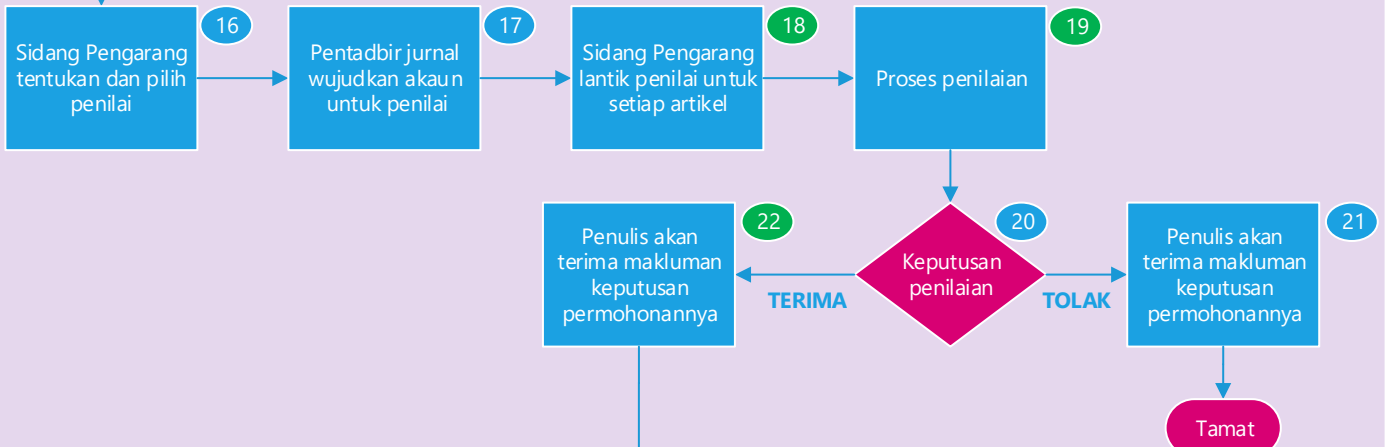 16
Sidang Pengarang
tentukan dan pilih
penilai
17
Pentadbir jurnal
wujudkan akaun
untuk penilai
18
Sidang Pengarang
lantik penilai untuk
setiap artikel
19
Proses penilaian
20
Keputusan
penilaian
TERIMA
TOLAK
22
Penulis akan
terima makluman
keputusan
permohonannya
21
Penulis akan
terima makluman
keputusan
permohonannya
Tamat